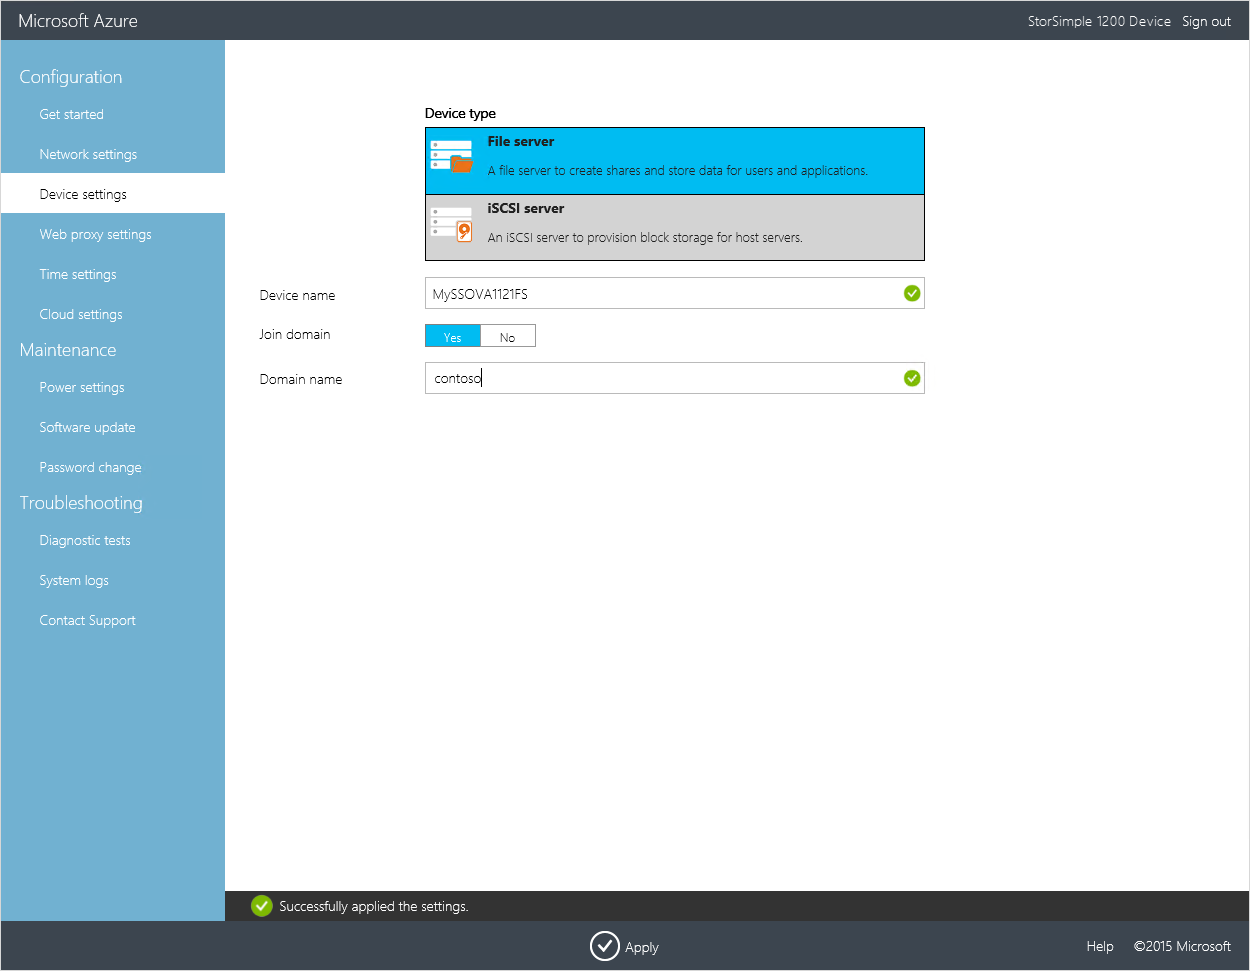 Microsoft Azure
StorSimple 1200 Device Sign out
Configuration
Get started
Network settings
Device settings
Web proxy settings
Time settings
Cloud settings
Maintenance
Power settings
Software update
Password change
Troubleshooting
Diagnostic tests
System logs
Contact Support
Device type
File server
A file server to create shares and store data for users and applications.
iSCSI server
An iSCSI server to provision block storage for host servers.
Device name MySSOVA1121FS
Join domain Yes No
Domain name contoso
Successfully applied the settings.
Apply
Help ©2015 Microsoft